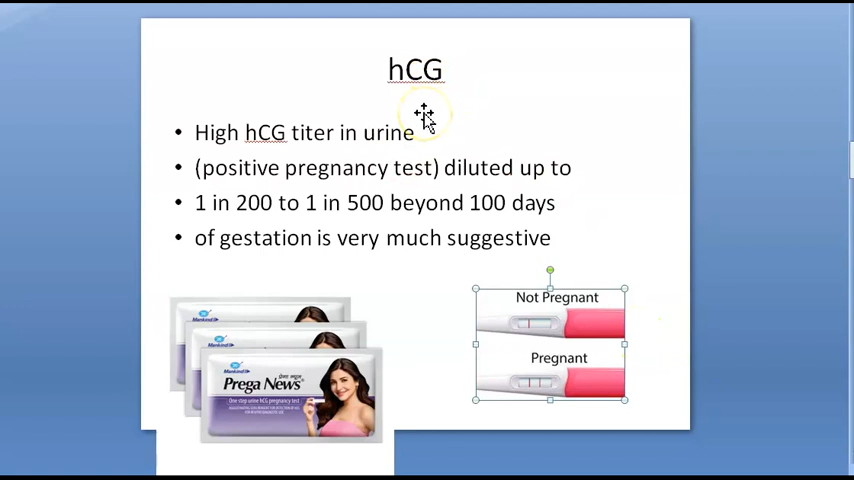 hCG
• High hCG titer in urine
• (positive pregnancy test) diluted up to
• 1 in 200 to 1 in 500 beyond 100 days
• of gestation is very much suggestive
Not Pregnant
Pregnant
Mankind
Mankind
Mankind
Prega News
One step urine hCG pregnancy test